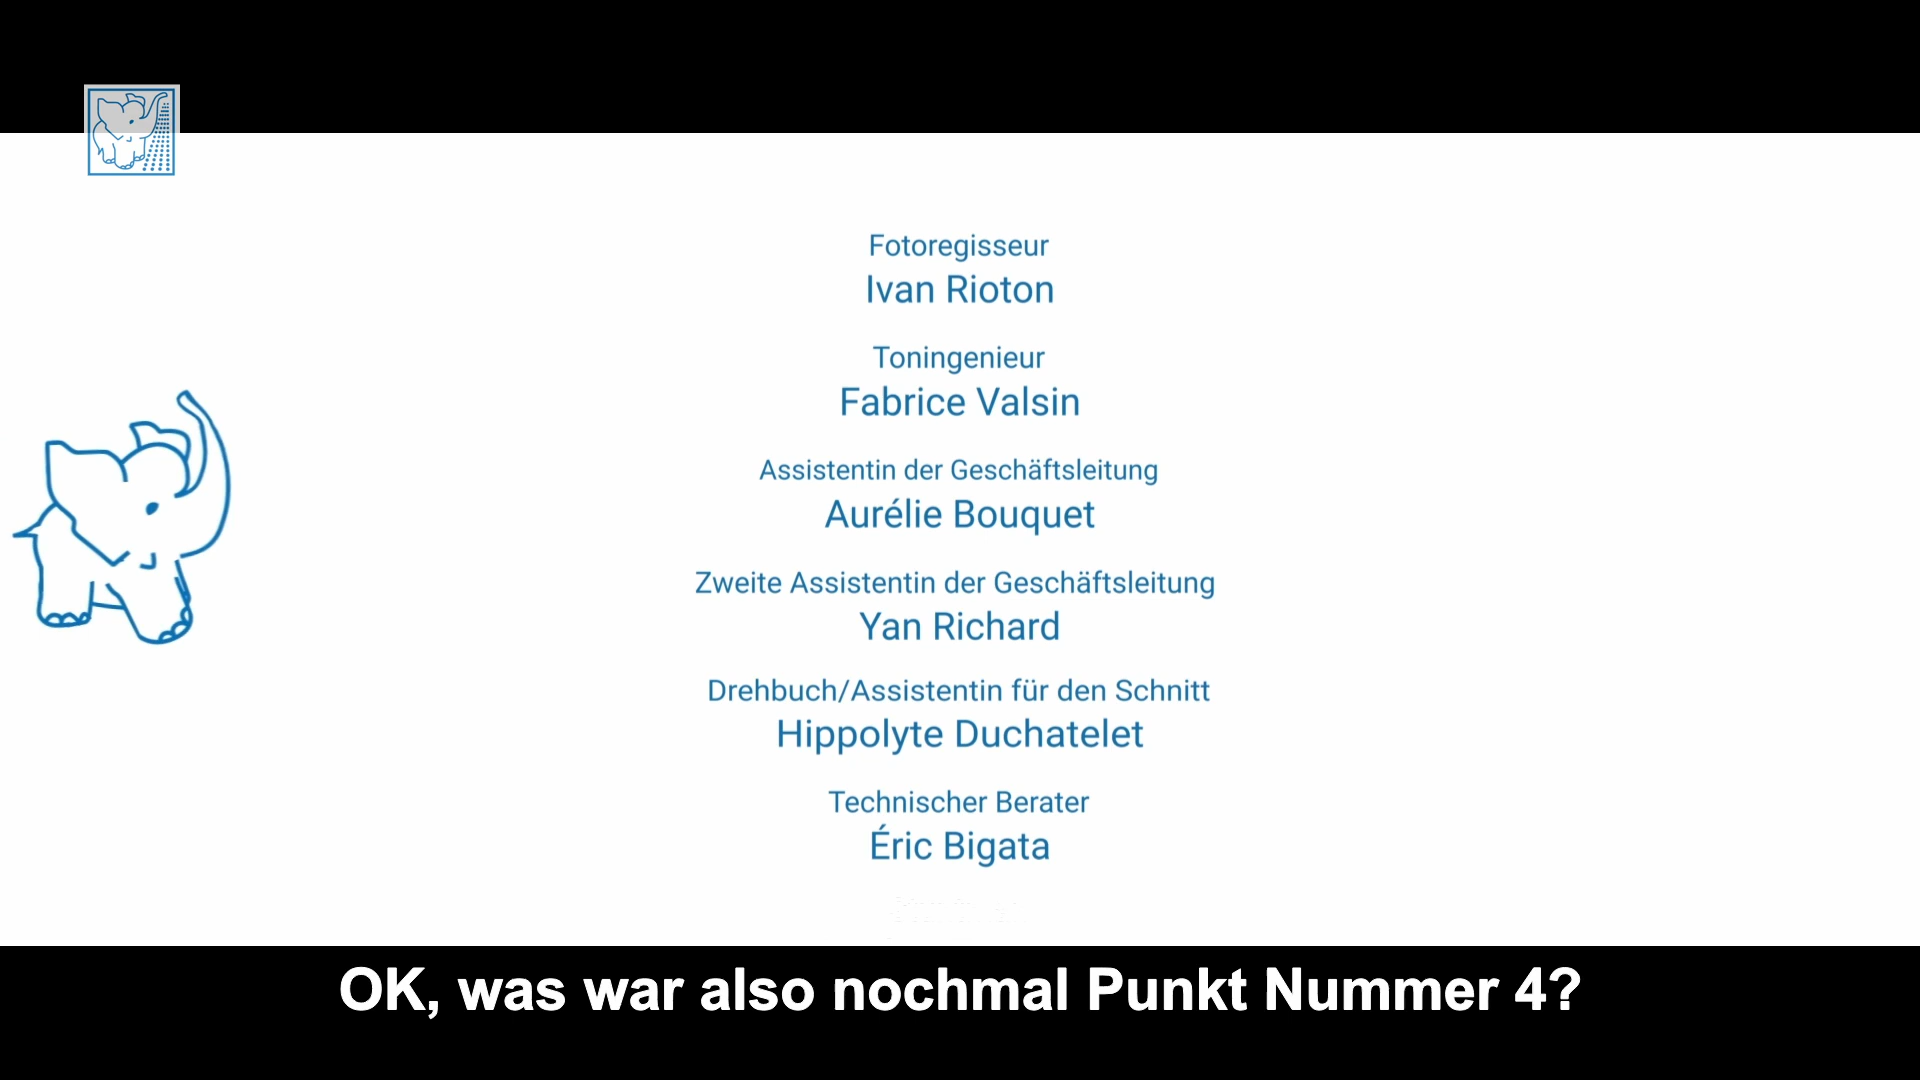 Fotoregisseur
Ivan Rioton
Toningenieur
Fabrice Valsin
Assistentin der Geschäftsleitung
Aurélie Bouquet
Zweite Assistentin der Geschäftsleitung
Yan Richard
Drehbuch/Assistentin für den Schnitt
Hippolyte Duchatelet
Technischer Berater
Éric Bigata
OK, was war also nochmal Punkt Nummer 4?